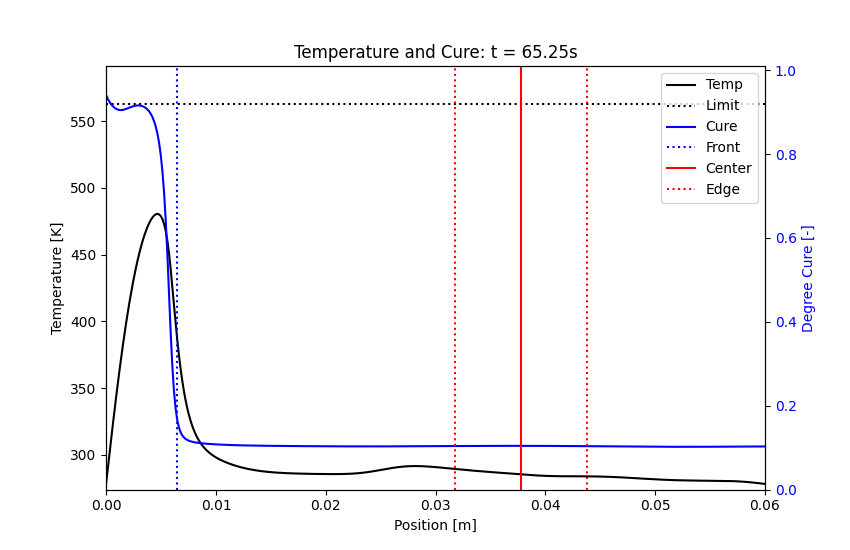 Temperature and Cure: t = 65.25s
Temp
Limit
Cure
Front
Center
Edge
Temperature [K]
550
500
450
400
350
300
1.0
0.8
0.6
0.4
0.2
0.0
Degree Cure [-]
0.00 0.01 0.02 0.03 0.04 0.05 0.06
Position [m]